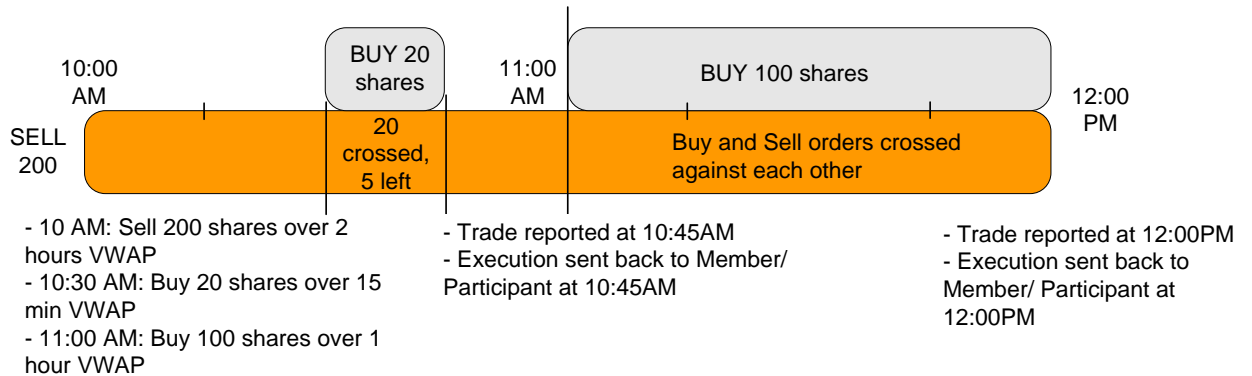 10:00
AM
BUY 20
shares
11:00
AM
BUY 100 shares
12:00
PM
SELL
200
20
crossed,
5 left
Buy and Sell orders crossed
against each other
- 10 AM: Sell 200 shares over 2
hours VWAP
- 10:30 AM: Buy 20 shares over 15
min VWAP
- 11:00 AM: Buy 100 shares over 1
hour VWAP
- Trade reported at 10:45AM
- Execution sent back to Member/
Participant at 10:45AM
- Trade reported at 12:00PM
- Execution sent back to
Member/ Participant at
12:00PM